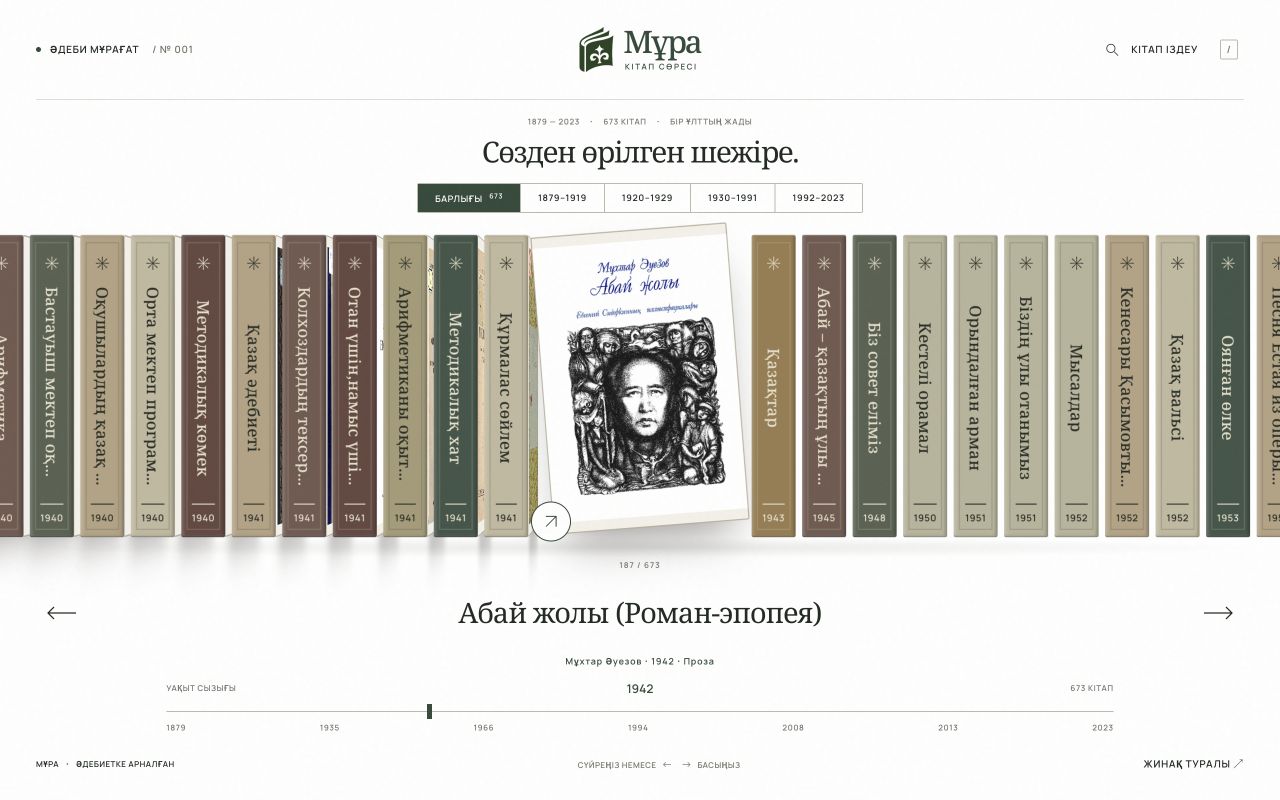 ӘДЕБИ МҰРАҒАТ / № 001
Мұра
КІТАП СӨРЕСІ
КІТАП ІЗДЕУ /
1879 — 2023 · 673 КІТАП · БІР ҰЛТТЫҢ ЖАДЫ
Сөзден өрілген шежіре.
БАРЛЫҒЫ 673
1879–1919
1920–1929
1930–1991
1992–2023
Арифметика
Бастауыш мектеп оқ...
1940
Оқушылардың қазақ ...
1940
Орта мектеп програм...
1940
Методикалық көмек
1940
Қазақ әдебиеті
1941
Колхоздардың тексер...
1941
Отан үшін,намыс үші...
1941
Арифметиканы оқыт...
1941
Методикалық хат
1941
Құрмалас сөйлем
1941
Мұхтар Әуезов
Абай жолы
Евгений Сидоркиннің иллюстрациялары
Қазақтар
1943
Абай – қазақтың ұлы ...
1945
Біз совет еліміз
1948
Кестелі орамал
1950
Орындалған арман
1951
Біздің ұлы отанымыз
1951
Мысалдар
1952
Кенесары Қасымовты...
1952
Қазақ вальсі
1952
Оянған өлке
1953
187 / 673
Абай жолы (Роман-эпопея)
Мұхтар Әуезов · 1942 · Проза
УАҚЫТ СЫЗЫҒЫ
1942
673 КІТАП
1879 1935 1966 1994 2008 2013 2023
МҰРА · ӘДЕБИЕТКЕ АРНАЛҒАН
СҮЙРЕҢІЗ НЕМЕСЕ ← → БАСЫҢЫЗ
ЖИНАҚ ТУРАЛЫ ↗